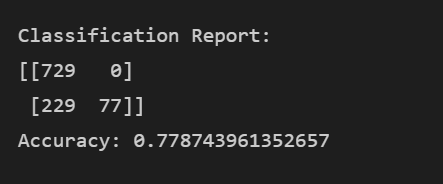 Classification Report:
[[729   0]
 [229  77]]
Accuracy: 0.778743961352657